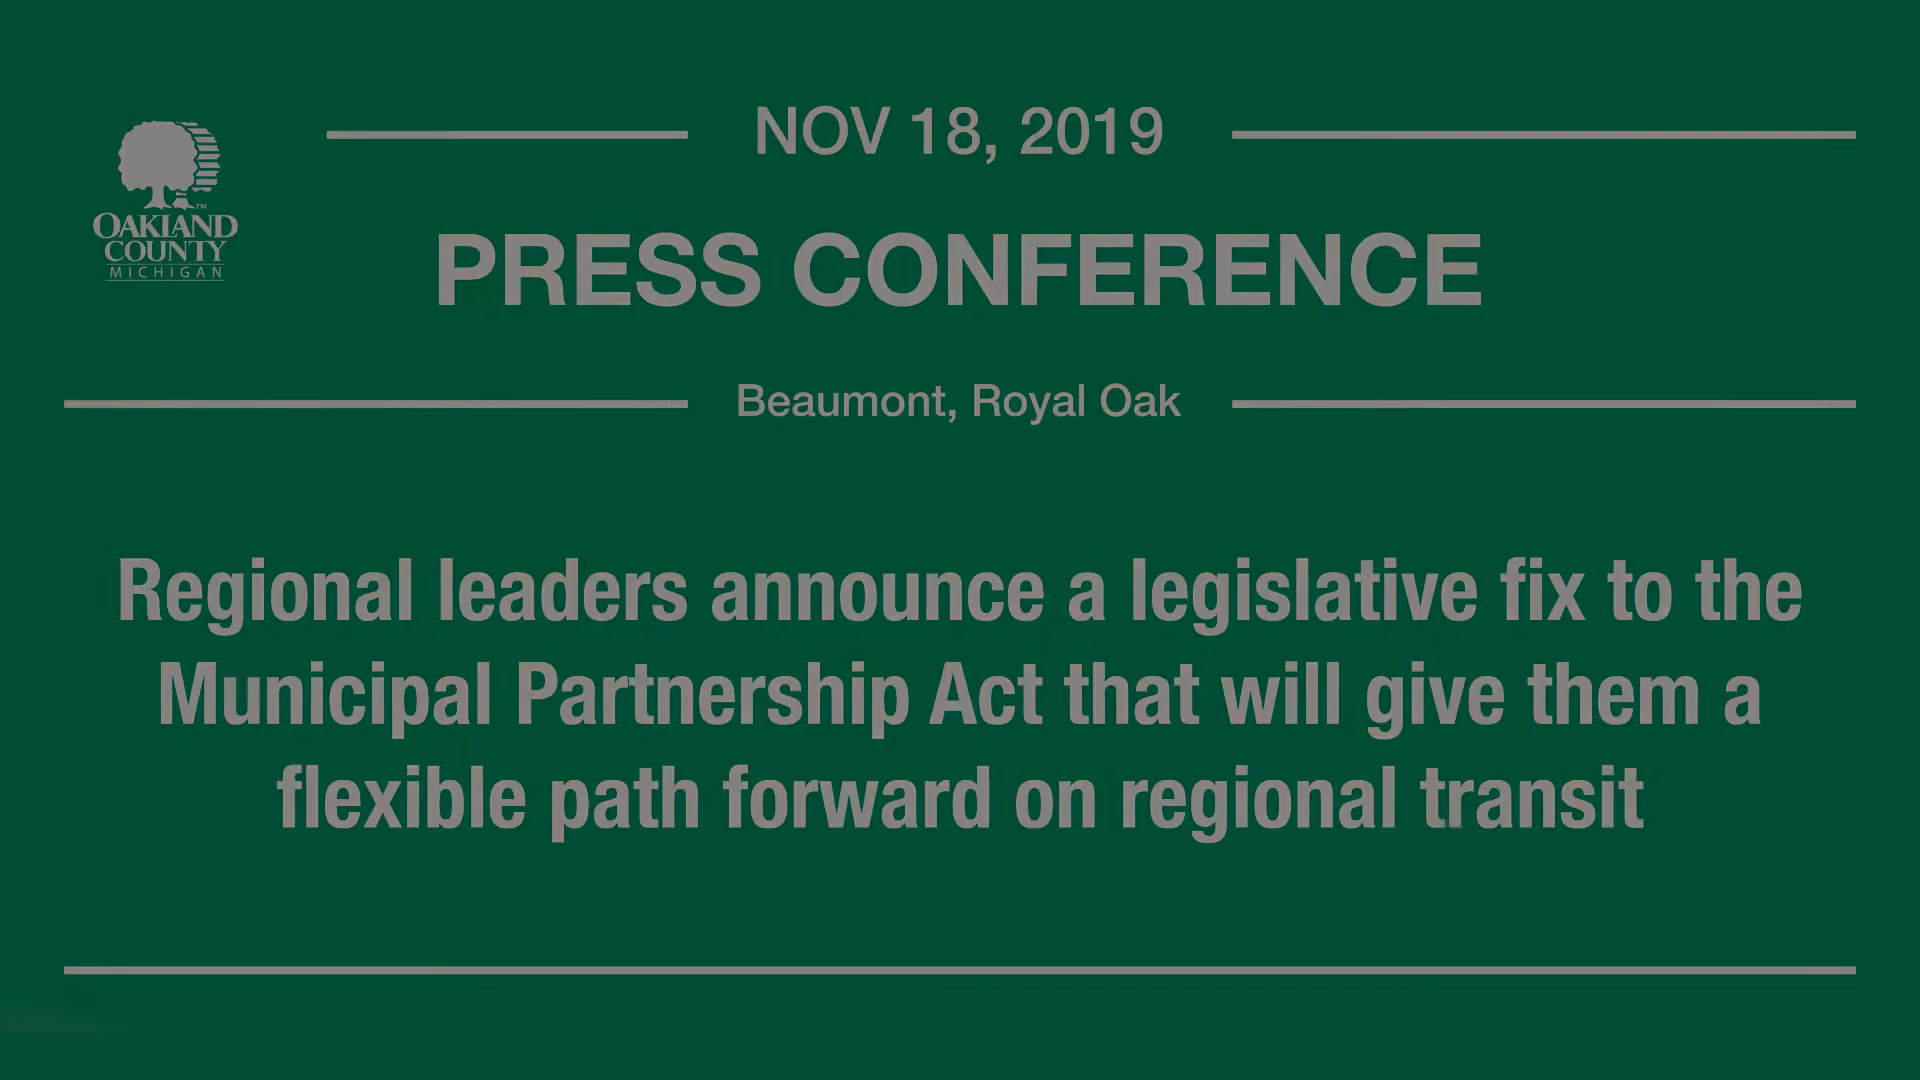 NOV 18, 2019
™
OAKLAND
COUNTY
MICHIGAN
PRESS CONFERENCE
Beaumont, Royal Oak
Regional leaders announce a legislative fix to the
Municipal Partnership Act that will give them a
flexible path forward on regional transit